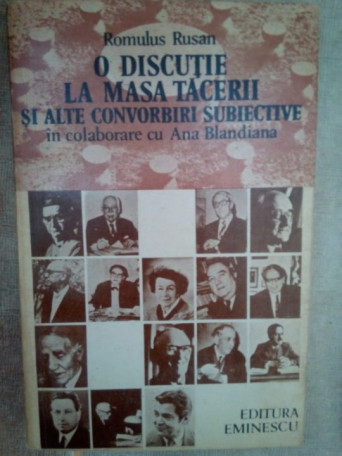 Romulus Rusan
O DISCUȚIE
LA MASA TĂCERII
ȘI ALTE CONVORBIRI SUBIECTIVE
în colaborare cu Ana Blandiana
EDITURA
EMINESCU